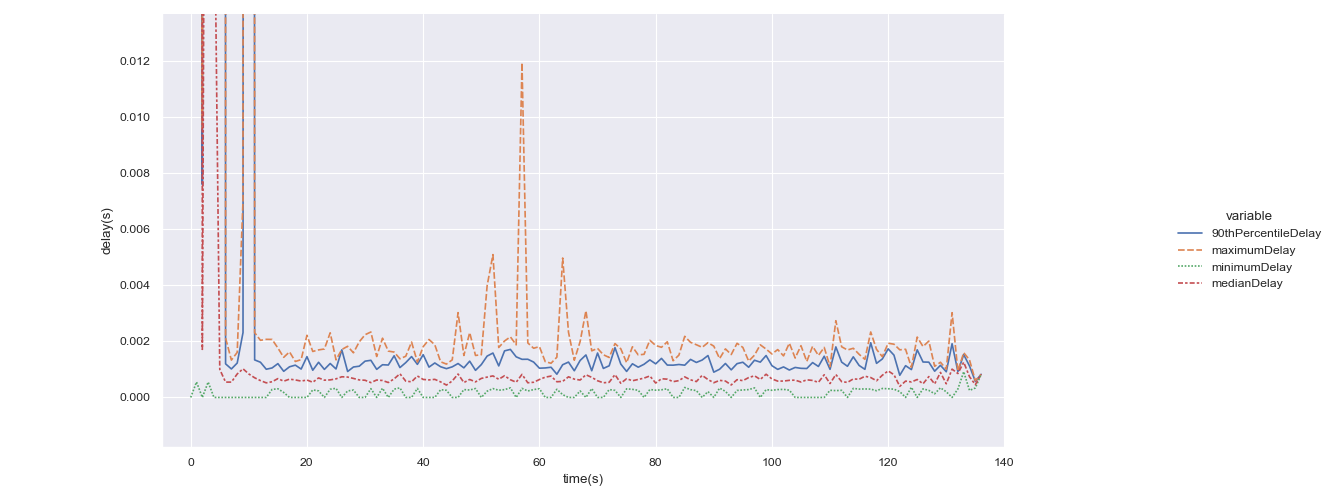 0.012
0.010
0.008
0.006
0.004
0.002
0.000
delay(s)
0 20 40 60 80 100 120 140
time(s)
variable
90thPercentileDelay
maximumDelay
minimumDelay
medianDelay